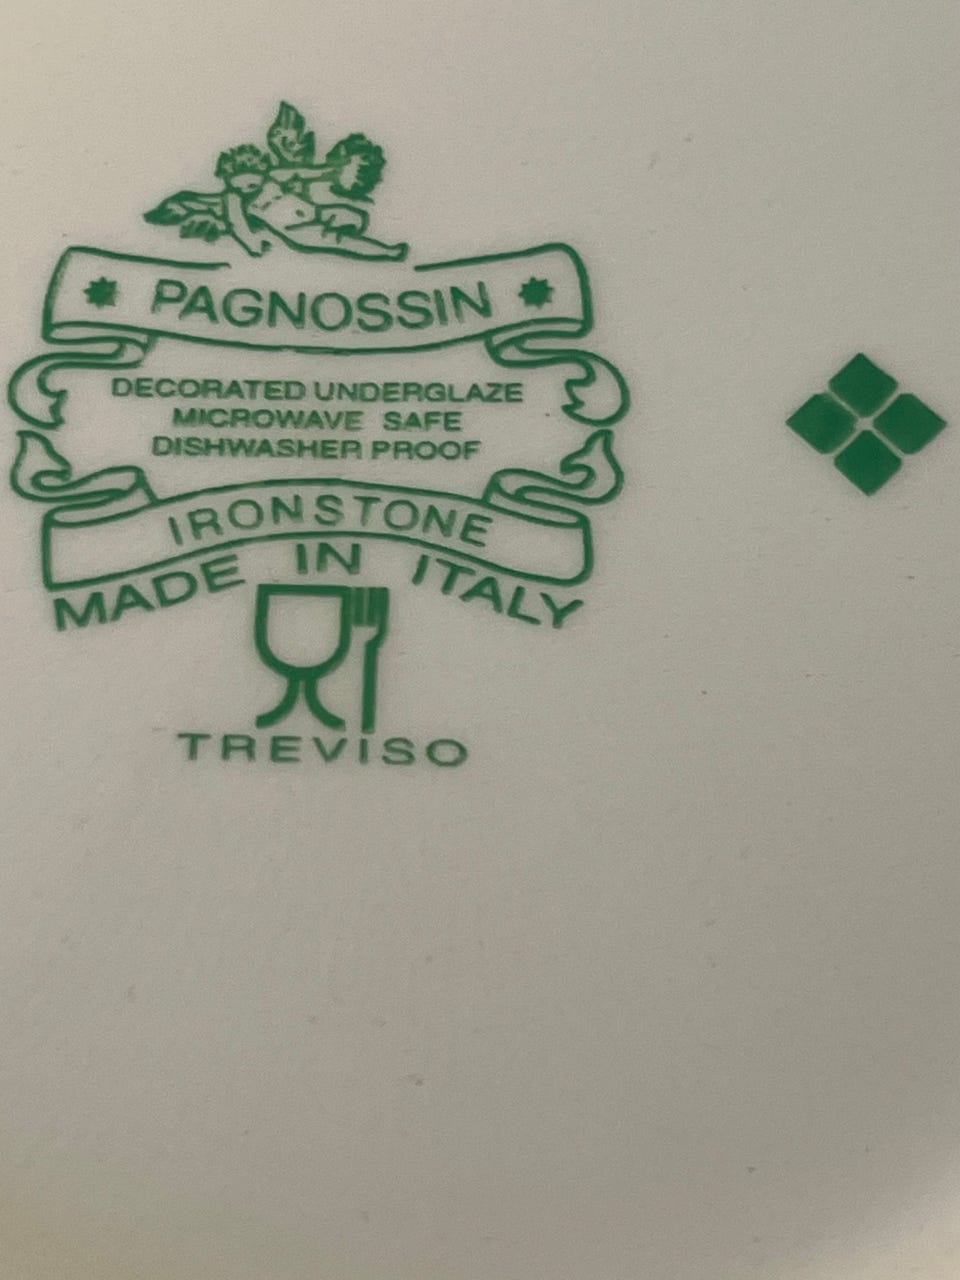 PAGNOSSIN
DECORATED UNDERGLAZE
MICROWAVE SAFE
DISHWASHER PROOF
IRONSTONE
MADE IN ITALY
TREVISO